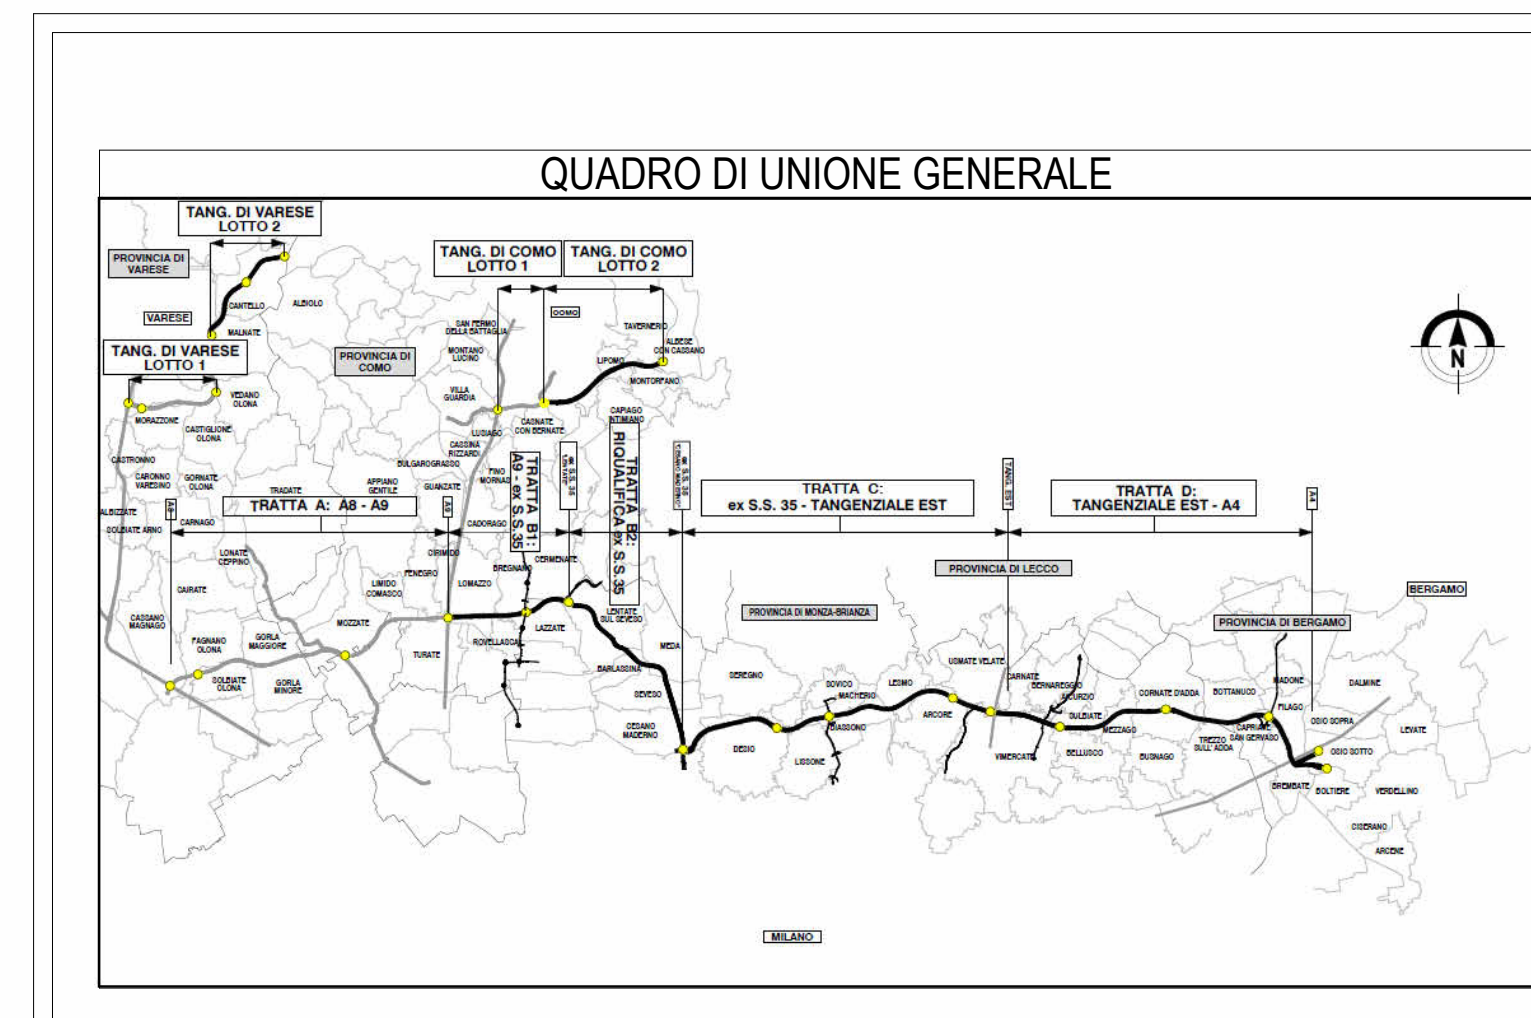 QUADRO DI UNIONE GENERALE
TANG. DI VARESE
LOTTO 2
PROVINCIA DI
VARESE
TANG. DI COMO
LOTTO 1
TANG. DI COMO
LOTTO 2
CANTELLO
ALBIOLO
VARESE
COMO
MALNATE
SAN FERMO
DELLA BATTAGLIA
TAVERNERIO
TANG. DI VARESE
LOTTO 1
PROVINCIA DI
COMO
MONTANO
LUCINO
ALBESE
CON CASSANO
LIPOMO
MONTORFANO
N
VEDANO
OLONA
VILLA
GUARDIA
MORAZZONE
CASTIGLIONE
OLONA
LUISAGO
CASNATE
CON BERNATE
CAPIAGO
INTIMIANO
CASSINA
RIZZARDI
CASTRONNO
BULGAROGRASSO
CARONNO
VARESINO
GORNATE
OLONA
TRADATE
APPIANO
GENTILE
GUANZATE
FINO
MORNAS
TRATTA B1:
A9 - ex S.S.35
ex S.S. 35
TRATTA B2:
RIQUALIFICA ex S.S.35
ex S.S. 35
TANG. EST
A4
A8
TRATTA A: A8 - A9
A9
TRATTA C:
ex S.S. 35 - TANGENZIALE EST
TRATTA D:
TANGENZIALE EST - A4
ALBIZZATE
SOLBIATE ARNO
CARNAGO
CADORAGO
LONATE
CEPPINO
CIRIMIDO
FENEGRO
BREGNANO
CERMENATE
LIMIDO
COMASCO
LOMAZZO
CAIRATE
PROVINCIA DI LECCO
BERGAMO
CASSANO
MAGNAGO
MOZZATE
LAZZATE
LENTATE
SUL SEVESO
PROVINCIA DI MONZA-BRIANZA
PROVINCIA DI BERGAMO
FAGNANO
OLONA
GORLA
MAGGIORE
ROVELLASCA
TURATE
MEDA
BARLASSINA
USMATE VELATE
SOLBIATE
OLONA
GORLA
MINORE
SEVESO
SEREGNO
SOVICO
MACHERIO
LESMO
CARNATE
BERNAREGGIO
AICURZIO
CORNATE D'ADDA
BOTTANUCO
MADONE
DALMINE
CESANO
MADERNO
DESIO
BIASSONO
ARCORE
SULBIATE
MEZZAGO
FILAGO
OSIO SOPRA
LISSONE
VIMERCATE
BELLUSCO
BUSNAGO
TREZZO
SULL'ADDA
CAPRIATE
SAN GERVASO
OSIO SOTTO
LEVATE
BREMBATE
BOLTIERE
VERDELLINO
CISERANO
ARCENE
MILANO